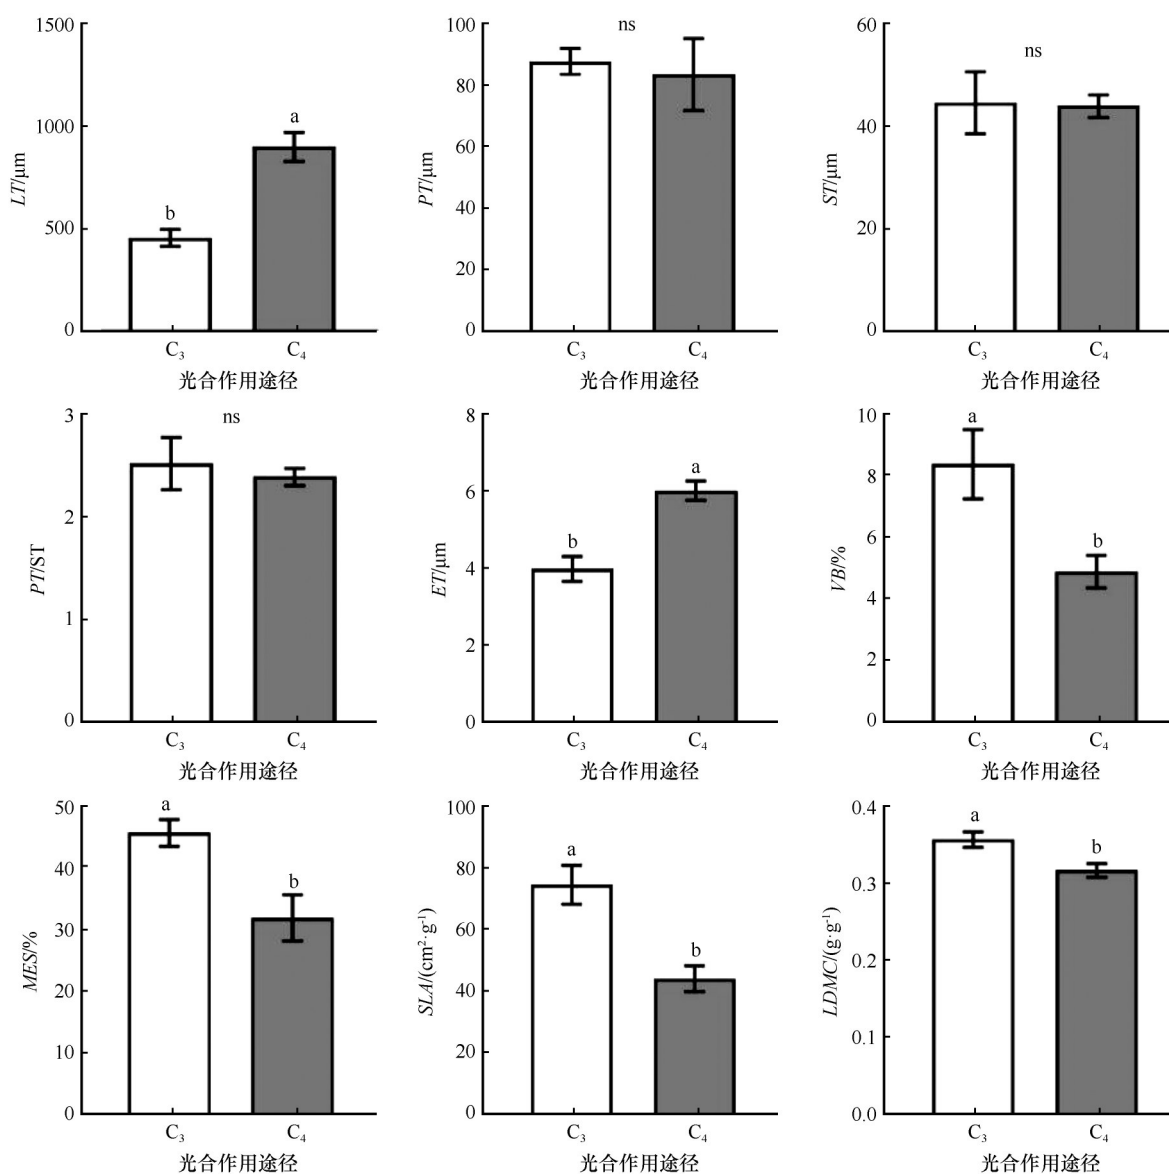 1500
1000
500
0
LT/μm
b
a
C₃
C₄
光合作用途径
100
80
60
40
20
0
PT/μm
ns
C₃
C₄
光合作用途径
60
40
20
0
ST/μm
ns
C₃
C₄
光合作用途径
3
2
1
0
PT/ST
ns
C₃
C₄
光合作用途径
8
6
4
2
0
ET/μm
b
a
C₃
C₄
光合作用途径
10
8
6
4
2
0
VB/%
a
b
C₃
C₄
光合作用途径
50
40
30
20
10
0
MES/%
a
b
C₃
C₄
光合作用途径
100
80
60
40
20
0
SLA/(cm²·g⁻¹)
a
b
C₃
C₄
光合作用途径
0.4
0.3
0.2
0.1
0.0
LDMC/(g·g⁻¹)
a
b
C₃
C₄
光合作用途径